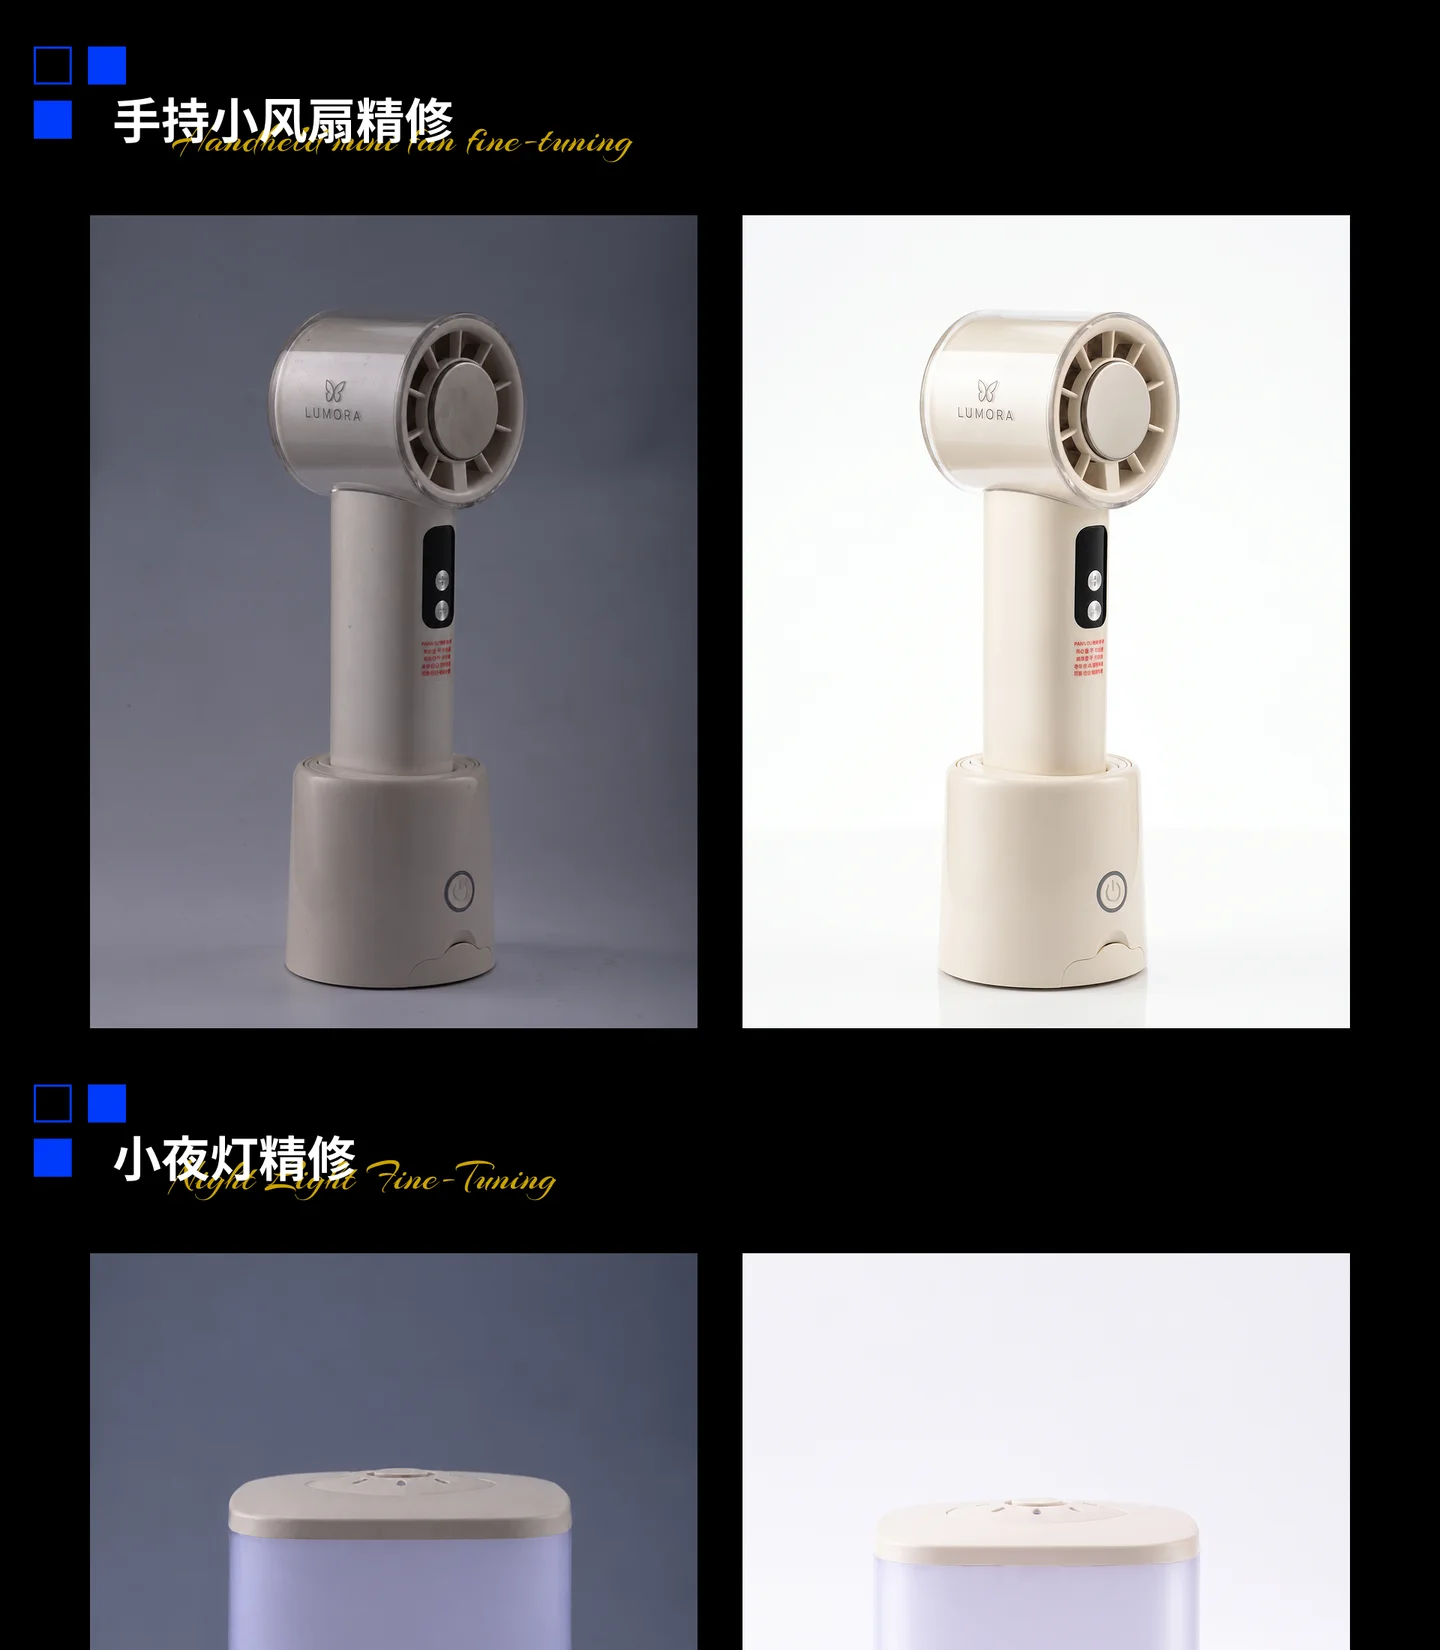 手持小风扇精修
Handheld mini fan fine-tuning
LUMORA
LUMORA
小夜灯精修
Night Light Fine-Tuning